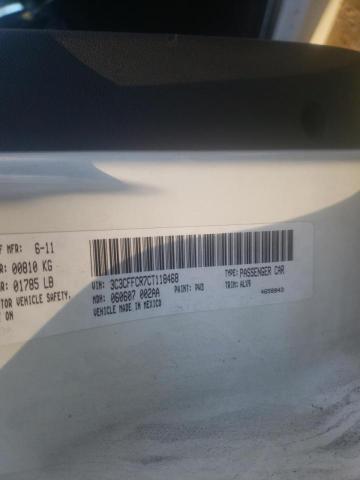 F MFR: 6-11
R: 00810 KG
R: 01785 LB
TOR VEHICLE SAFETY,
ON
VIN: 3C3CFFCR7CT118468
TYPE: PASSENGER CAR
MDH: 060607 002AA
PAINT: PW3
TRIM: ALV9
VEHICLE MADE IN MEXICO